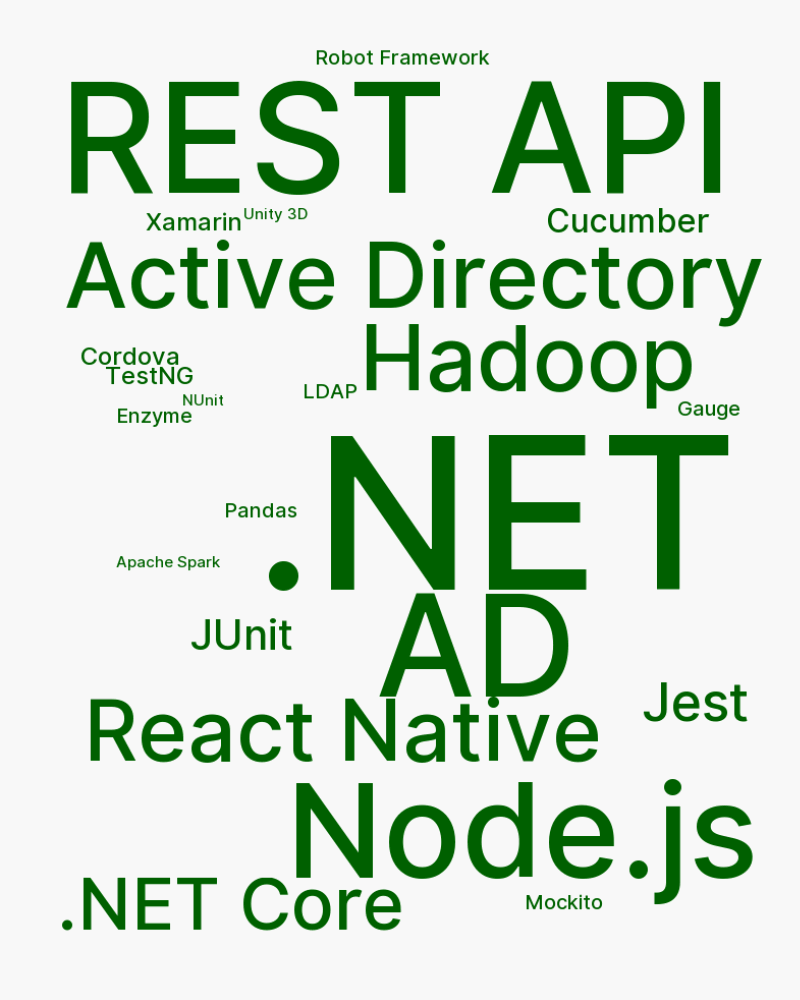 Robot Framework
REST API
Xamarin
Unity 3D
Cucumber
Active Directory
Hadoop
Cordova
TestNG
LDAP
NUnit
Gauge
Enzyme
.NET
Pandas
Apache Spark
AD
JUnit
Jest
React Native
Node.js
.NET Core
Mockito